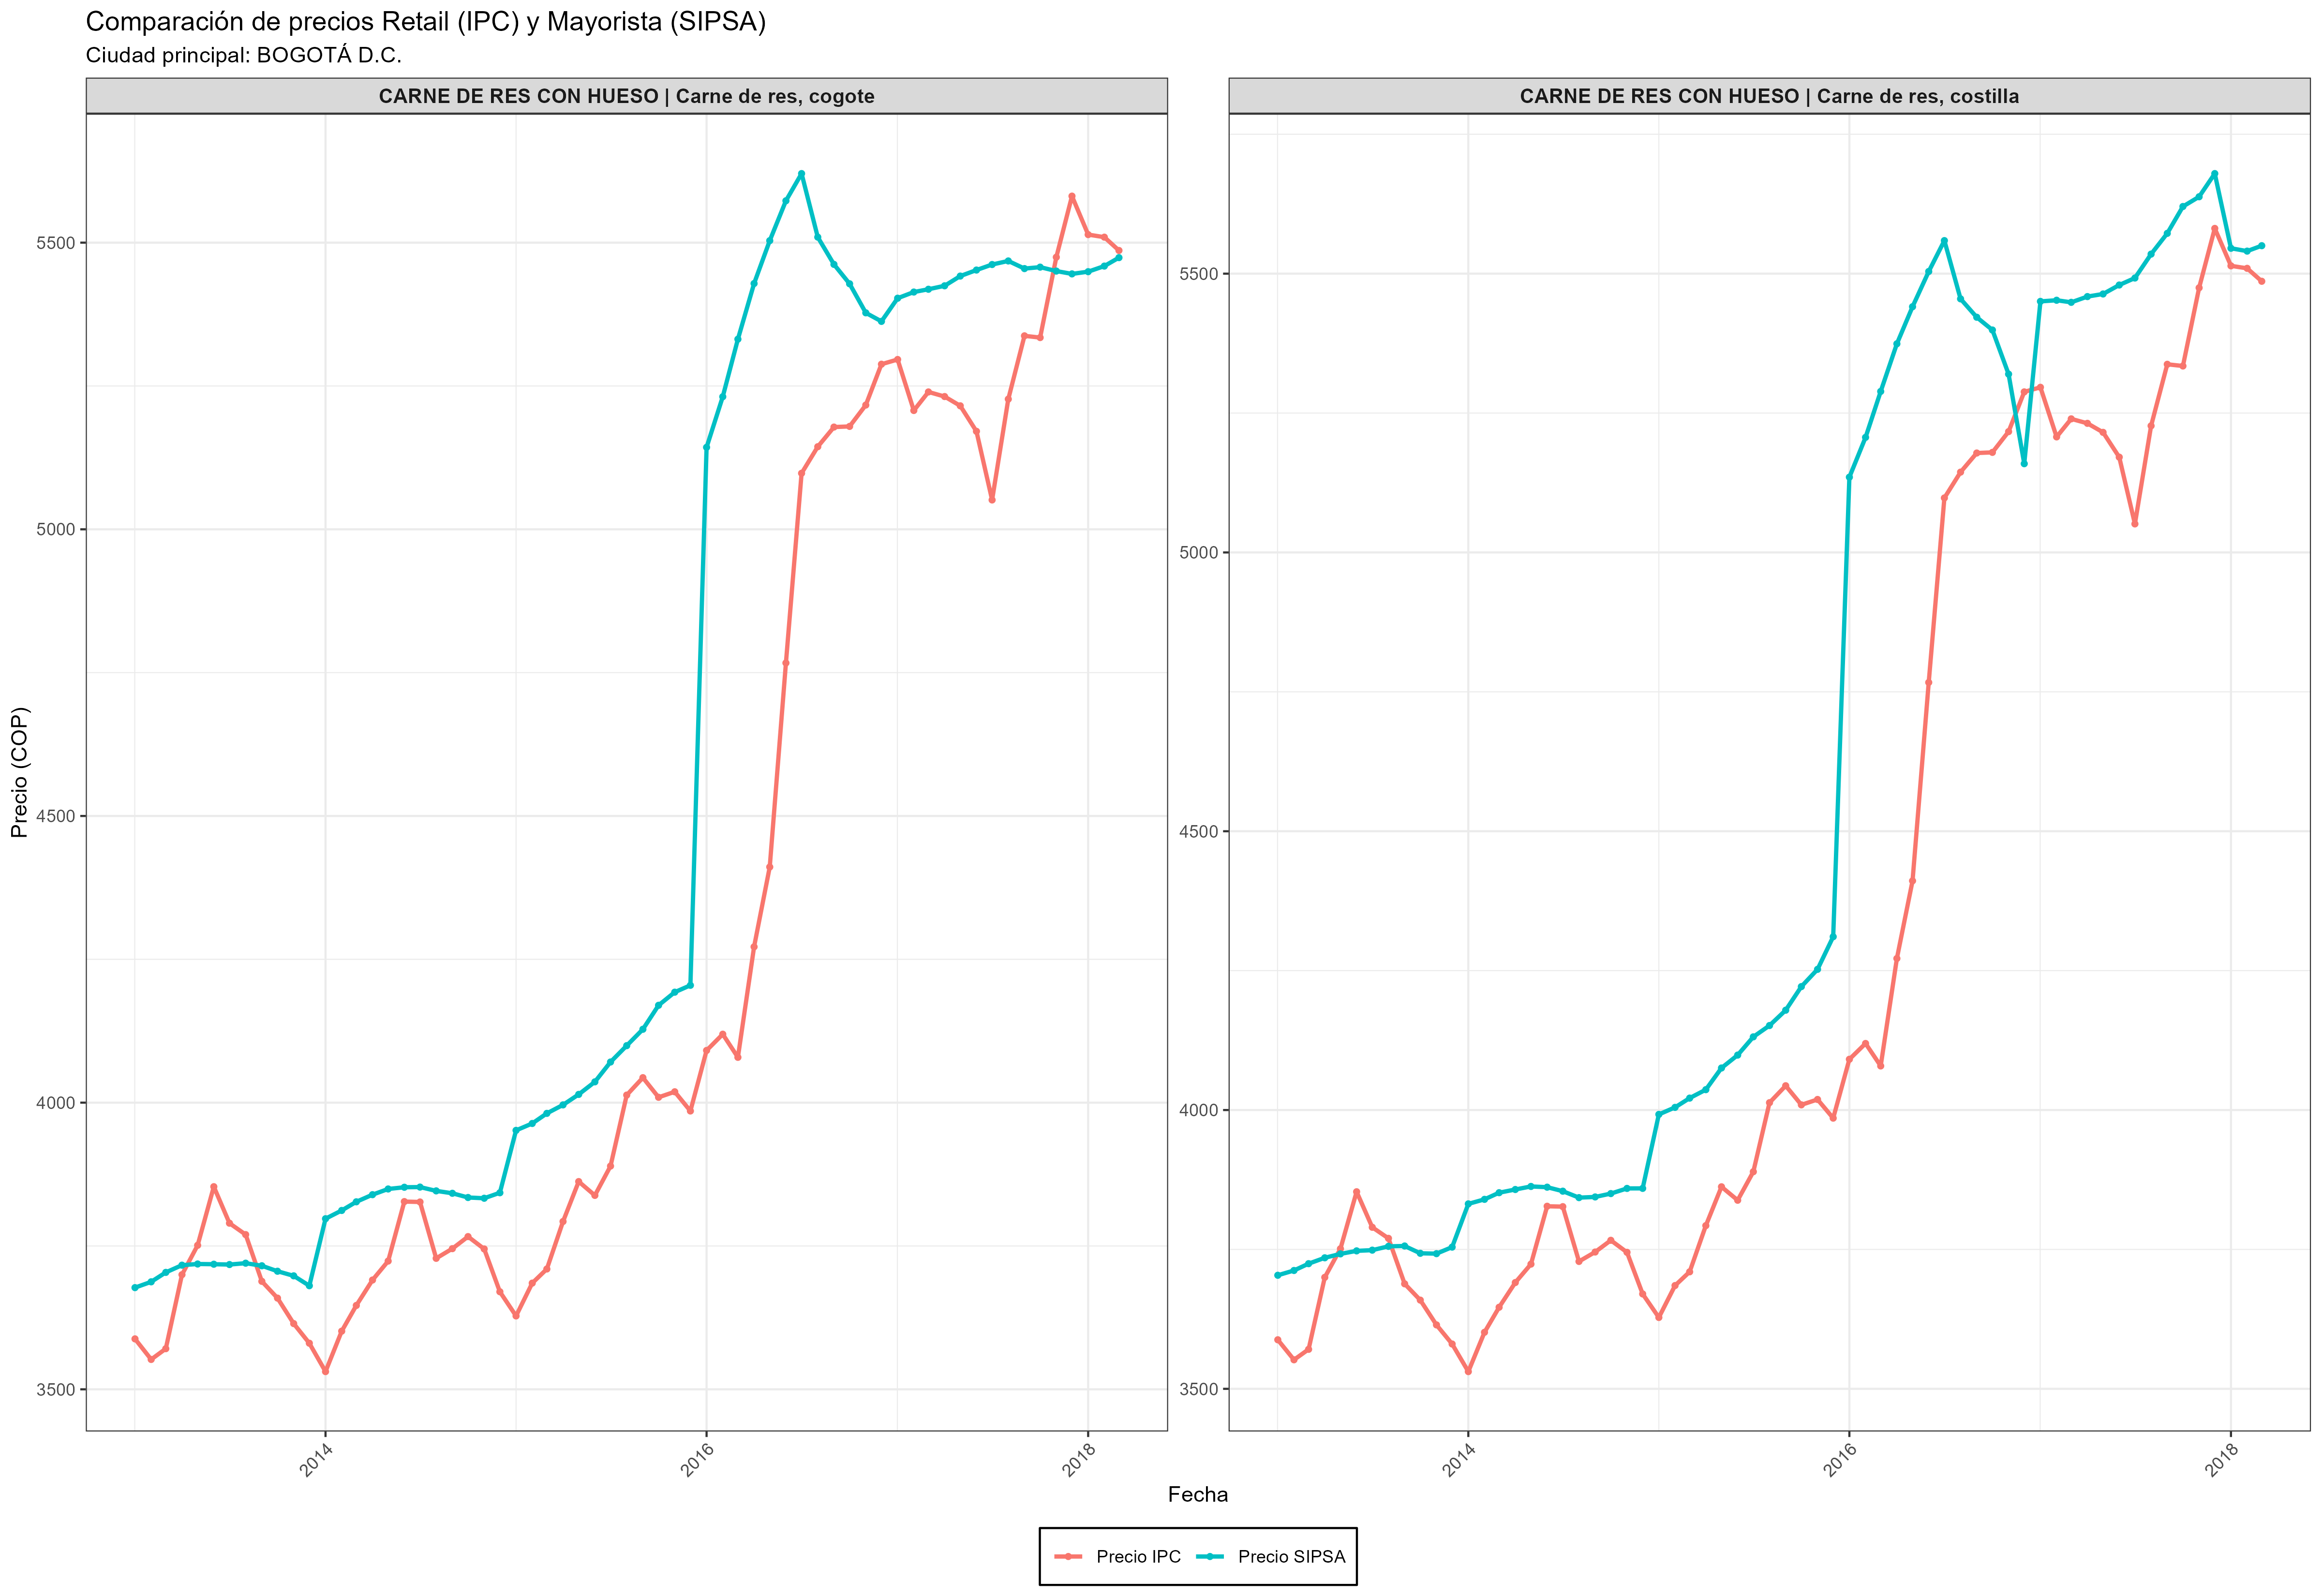 Comparación de precios Retail (IPC) y Mayorista (SIPSA)
Ciudad principal: BOGOTÁ D.C.
CARNE DE RES CON HUESO | Carne de res, cogote
CARNE DE RES CON HUESO | Carne de res, costilla
Precio (COP)
5500
5000
4500
4000
3500
5500
5000
4500
4000
3500
2014
2016
2018
2014
2016
2018
Fecha
Precio IPC
Precio SIPSA